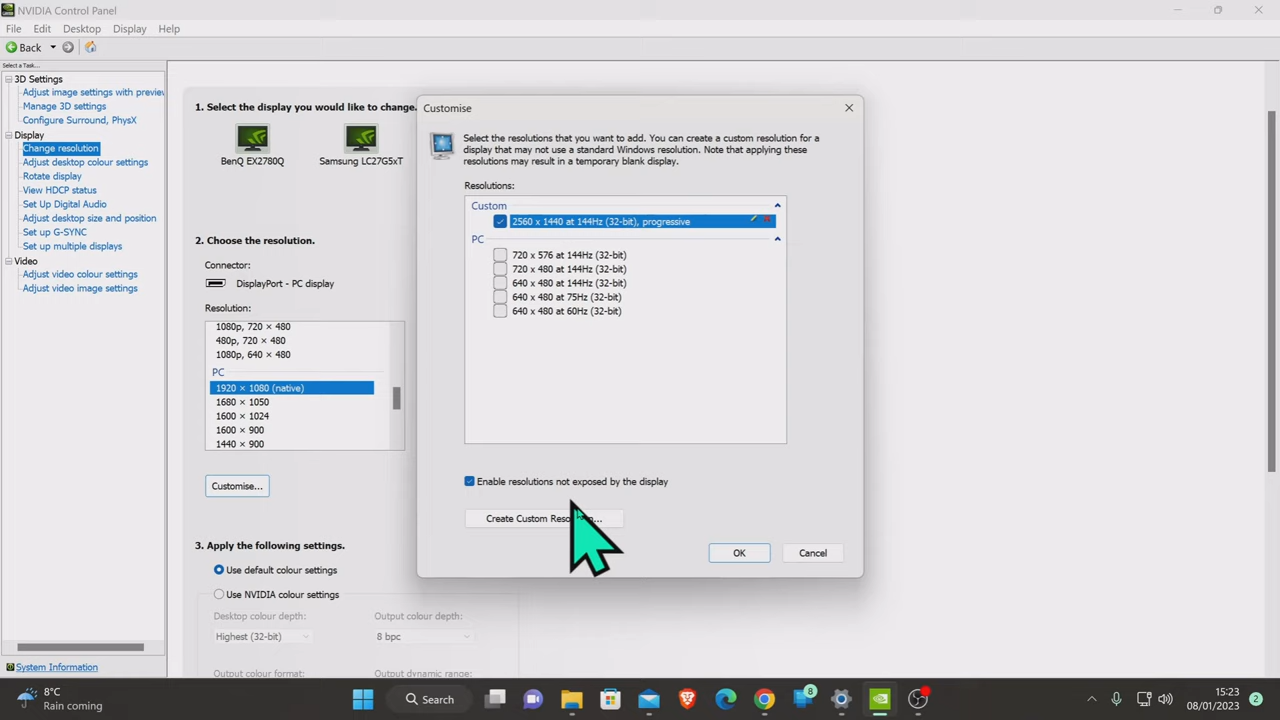 NVIDIA Control Panel
File Edit Desktop Display Help
Back
Select a Task...
3D Settings
Adjust image settings with preview
Manage 3D settings
Configure Surround, PhysX
Display
Change resolution
Adjust desktop colour settings
Rotate display
View HDCP status
Set Up Digital Audio
Adjust desktop size and position
Set up G-SYNC
Set up multiple displays
Video
Adjust video colour settings
Adjust video image settings
System Information
1. Select the display you would like to change.
BenQ EX2780Q Samsung LC27G5xT
2. Choose the resolution.
Connector:
DisplayPort - PC display
Resolution:
1080p, 720 × 480
480p, 720 × 480
1080p, 640 × 480
PC
1920 × 1080 (native)
1680 × 1050
1600 × 1024
1600 × 900
1440 × 900
Customise...
3. Apply the following settings.
Use default colour settings
Use NVIDIA colour settings
Desktop colour depth: Output colour depth:
Highest (32-bit) 8 bpc
Output colour format: Output dynamic range:
Customise
Select the resolutions that you want to add. You can create a custom resolution for a
display that may not use a standard Windows resolution. Note that applying these
resolutions may result in a temporary blank display.
Resolutions:
Custom
2560 x 1440 at 144Hz (32-bit), progressive
PC
720 x 576 at 144Hz (32-bit)
720 x 480 at 144Hz (32-bit)
640 x 480 at 144Hz (32-bit)
640 x 480 at 75Hz (32-bit)
640 x 480 at 60Hz (32-bit)
Enable resolutions not exposed by the display
Create Custom
OK Cancel
8°C
Rain coming
Search
8
15:23
08/01/2023
2